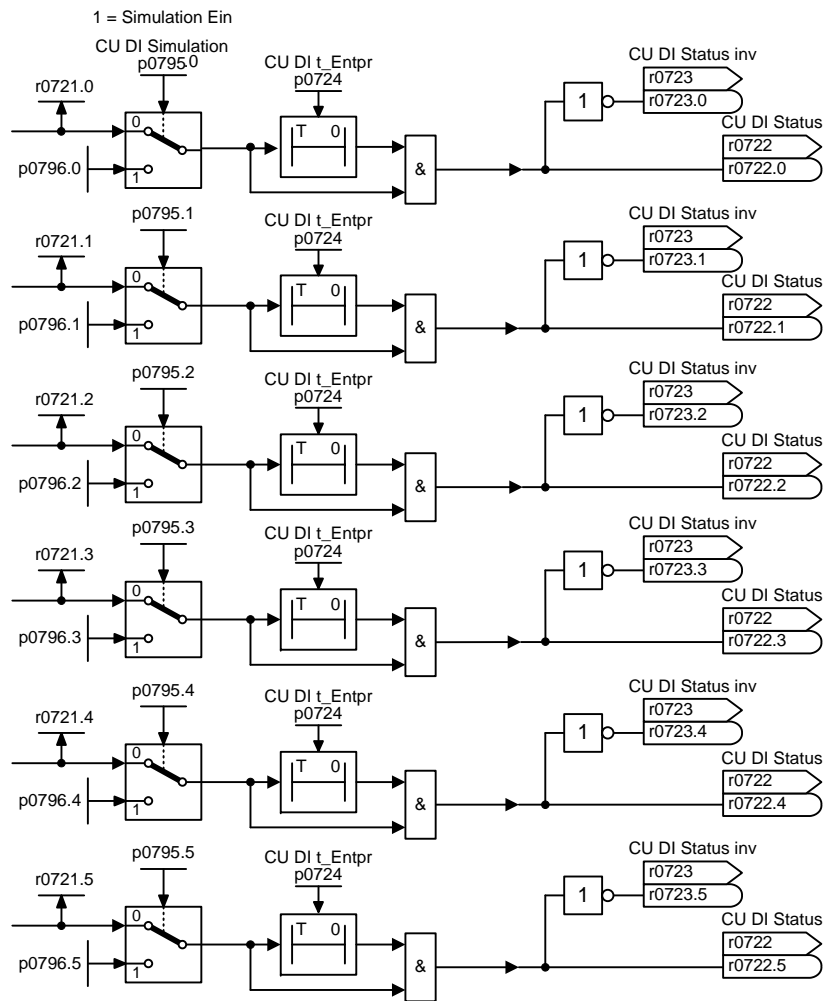 1 = Simulation Ein
CU DI Simulation
p0795.0
r0721.0
0
p0796.0
1
CU DI t_Entpr
p0724
T 0
&
1
CU DI Status inv
r0723
r0723.0
CU DI Status
r0722
r0722.0
p0795.1
r0721.1
0
p0796.1
1
CU DI t_Entpr
p0724
T 0
&
1
CU DI Status inv
r0723
r0723.1
CU DI Status
r0722
r0722.1
p0795.2
r0721.2
0
p0796.2
1
CU DI t_Entpr
p0724
T 0
&
1
CU DI Status inv
r0723
r0723.2
CU DI Status
r0722
r0722.2
p0795.3
r0721.3
0
p0796.3
1
CU DI t_Entpr
p0724
T 0
&
1
CU DI Status inv
r0723
r0723.3
CU DI Status
r0722
r0722.3
p0795.4
r0721.4
0
p0796.4
1
CU DI t_Entpr
p0724
T 0
&
1
CU DI Status inv
r0723
r0723.4
CU DI Status
r0722
r0722.4
p0795.5
r0721.5
0
p0796.5
1
CU DI t_Entpr
p0724
T 0
&
1
CU DI Status inv
r0723
r0723.5
CU DI Status
r0722
r0722.5